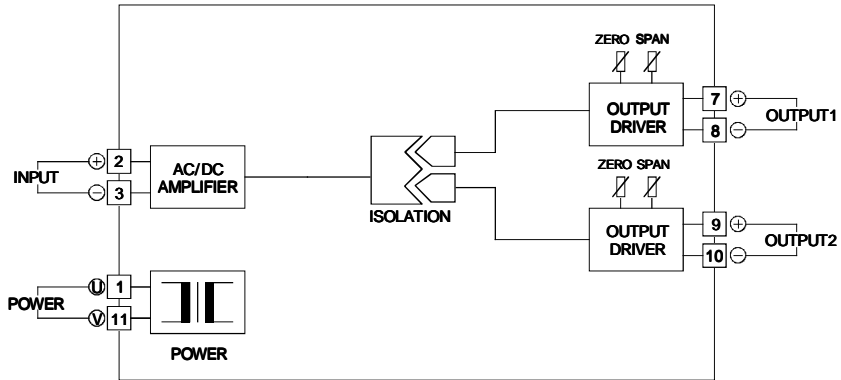 ZERO SPAN
OUTPUT
DRIVER
7 +
8 −
OUTPUT1
INPUT
+ 2
− 3
AC/DC
AMPLIFIER
ISOLATION
ZERO SPAN
OUTPUT
DRIVER
9 +
10 −
OUTPUT2
POWER
U 1
V 11
POWER